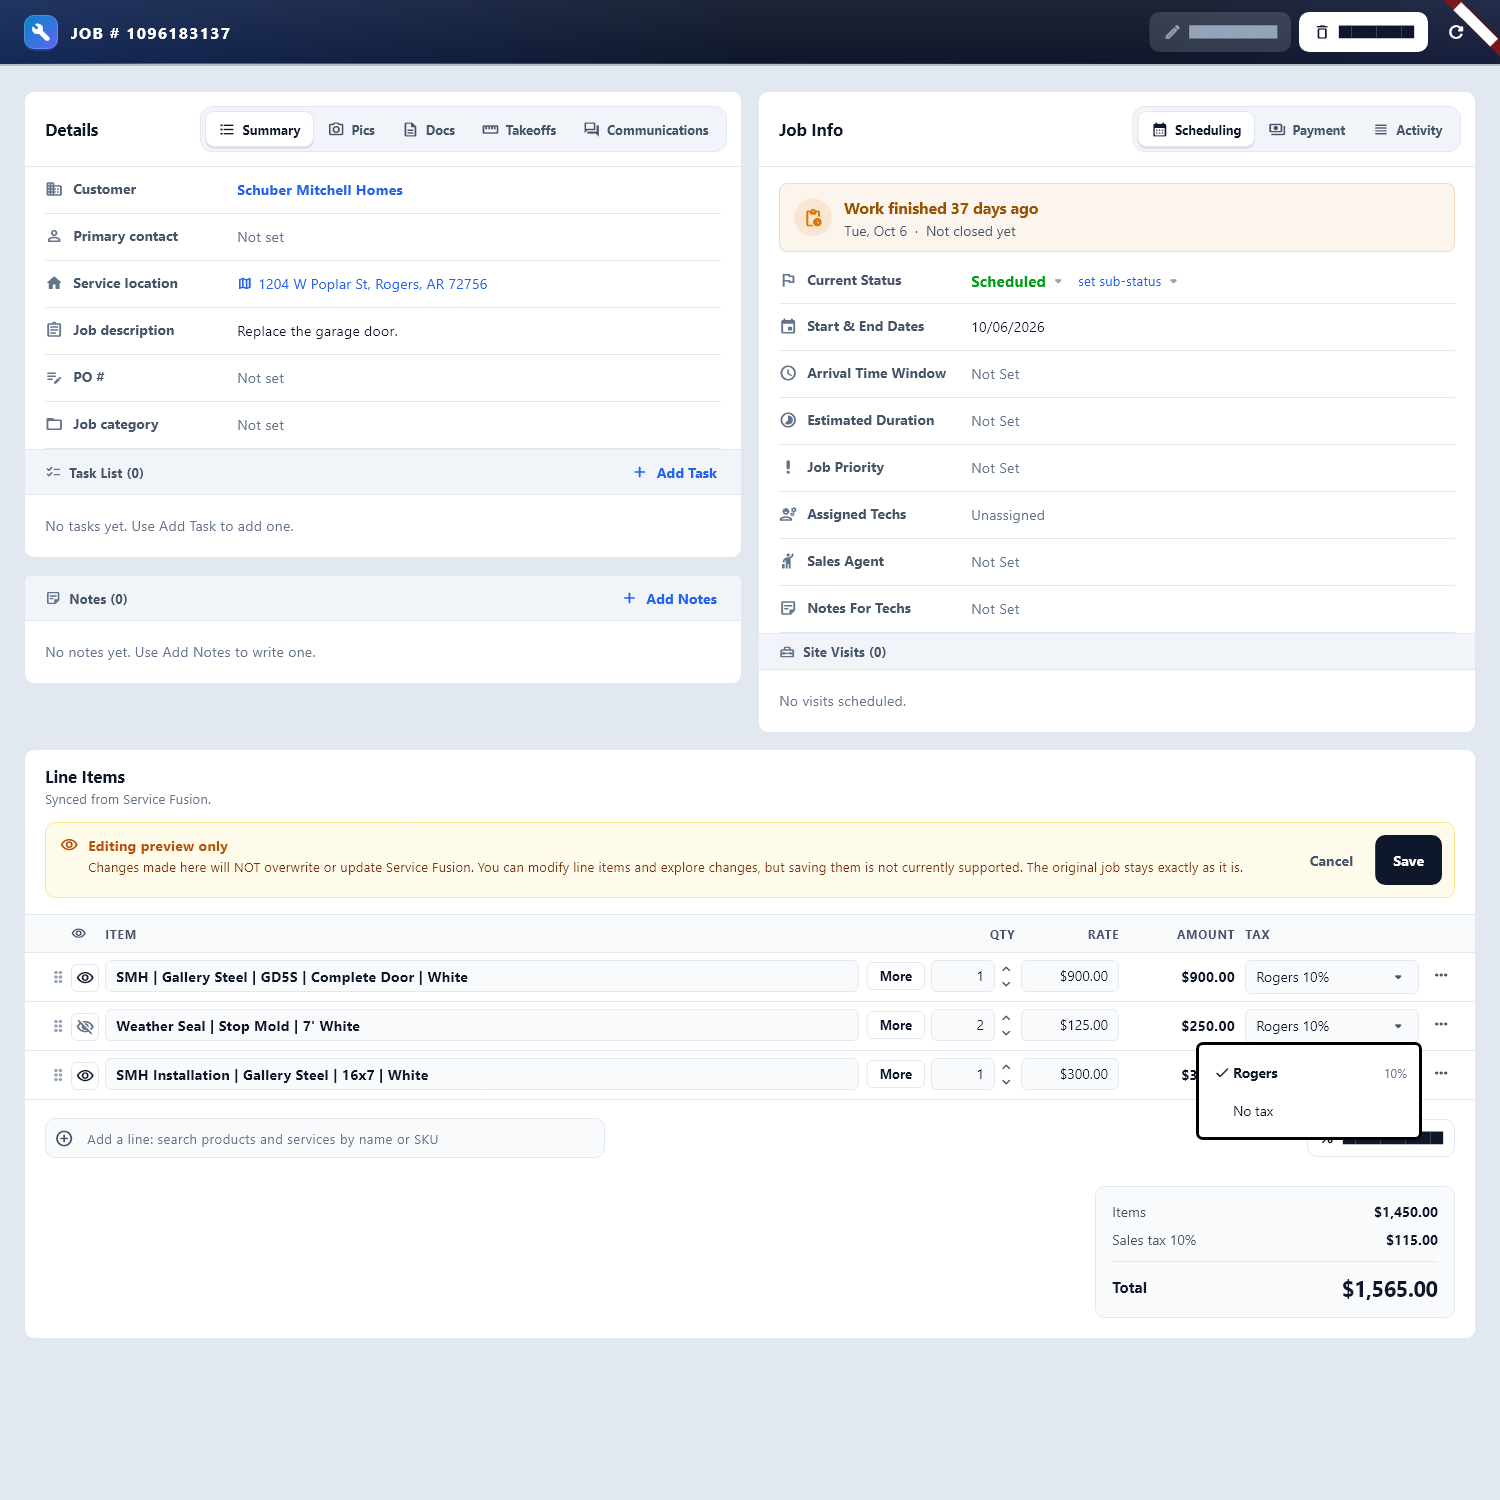 JOB # 1096183137
Details
Summary
Pics
Docs
Takeoffs
Communications
Customer
Schuber Mitchell Homes
Primary contact
Not set
Service location
1204 W Poplar St, Rogers, AR 72756
Job description
Replace the garage door.
PO #
Not set
Job category
Not set
Task List (0)
Add Task
No tasks yet. Use Add Task to add one.
Notes (0)
Add Notes
No notes yet. Use Add Notes to write one.
Job Info
Scheduling
Payment
Activity
Work finished 37 days ago
Tue, Oct 6 · Not closed yet
Current Status
Scheduled
set sub-status
Start & End Dates
10/06/2026
Arrival Time Window
Not Set
Estimated Duration
Not Set
Job Priority
Not Set
Assigned Techs
Unassigned
Sales Agent
Not Set
Notes For Techs
Not Set
Site Visits (0)
No visits scheduled.
Line Items
Synced from Service Fusion.
Editing preview only
Changes made here will NOT overwrite or update Service Fusion. You can modify line items and explore changes, but saving them is not currently supported. The original job stays exactly as it is.
Cancel
Save
ITEM QTY RATE AMOUNT TAX
SMH | Gallery Steel | GD5S | Complete Door | White More 1 $900.00 $900.00 Rogers 10%
Weather Seal | Stop Mold | 7' White More 2 $125.00 $250.00 Rogers 10%
SMH Installation | Gallery Steel | 16x7 | White More 1 $300.00
Rogers 10%
No tax
Add a line: search products and services by name or SKU
Items $1,450.00
Sales tax 10% $115.00
Total $1,565.00